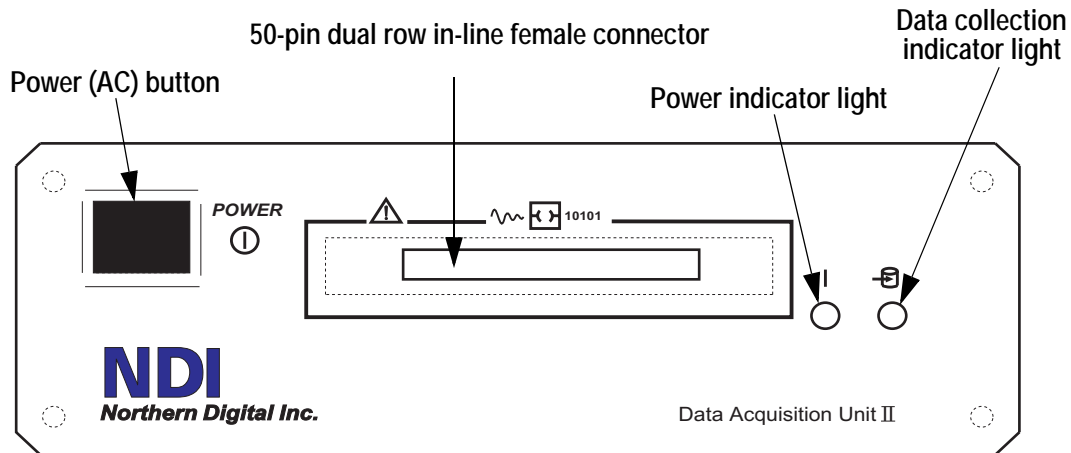 Data collection
indicator light
50-pin dual row in-line female connector
Power (AC) button
Power indicator light
POWER
10101
NDI
Northern Digital Inc.
Data Acquisition Unit II